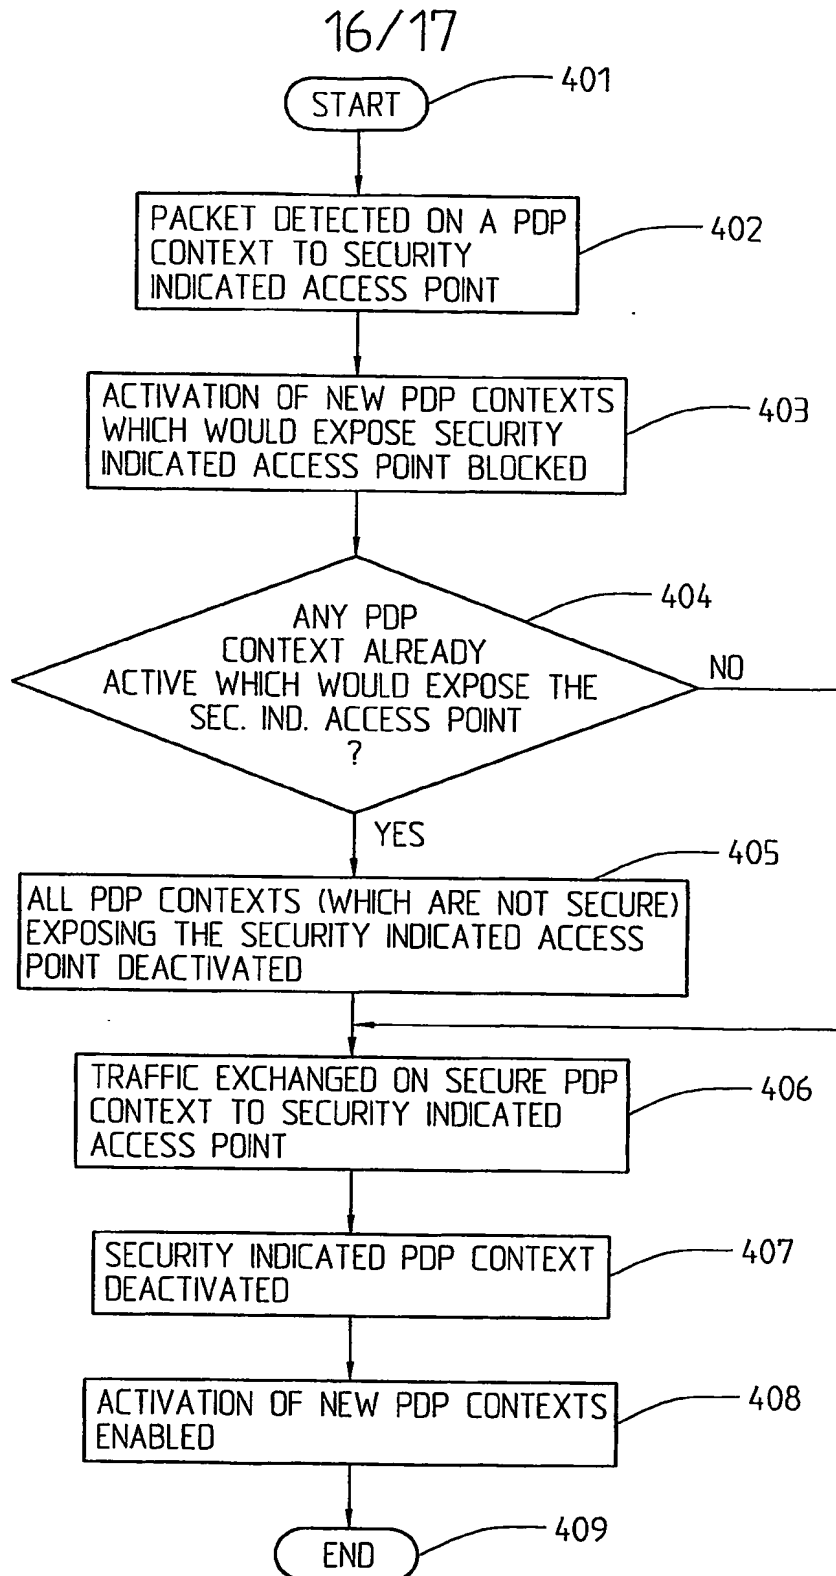 16/17
START
401
PACKET DETECTED ON A PDP
CONTEXT TO SECURITY
INDICATED ACCESS POINT
402
ACTIVATION OF NEW PDP CONTEXTS
WHICH WOULD EXPOSE SECURITY
INDICATED ACCESS POINT BLOCKED
403
ANY PDP
CONTEXT ALREADY
ACTIVE WHICH WOULD EXPOSE THE
SEC. IND. ACCESS POINT
?
404
NO
YES
405
ALL PDP CONTEXTS (WHICH ARE NOT SECURE)
EXPOSING THE SECURITY INDICATED ACCESS
POINT DEACTIVATED
TRAFFIC EXCHANGED ON SECURE PDP
CONTEXT TO SECURITY INDICATED
ACCESS POINT
406
SECURITY INDICATED PDP CONTEXT
DEACTIVATED
407
ACTIVATION OF NEW PDP CONTEXTS
ENABLED
408
END
409